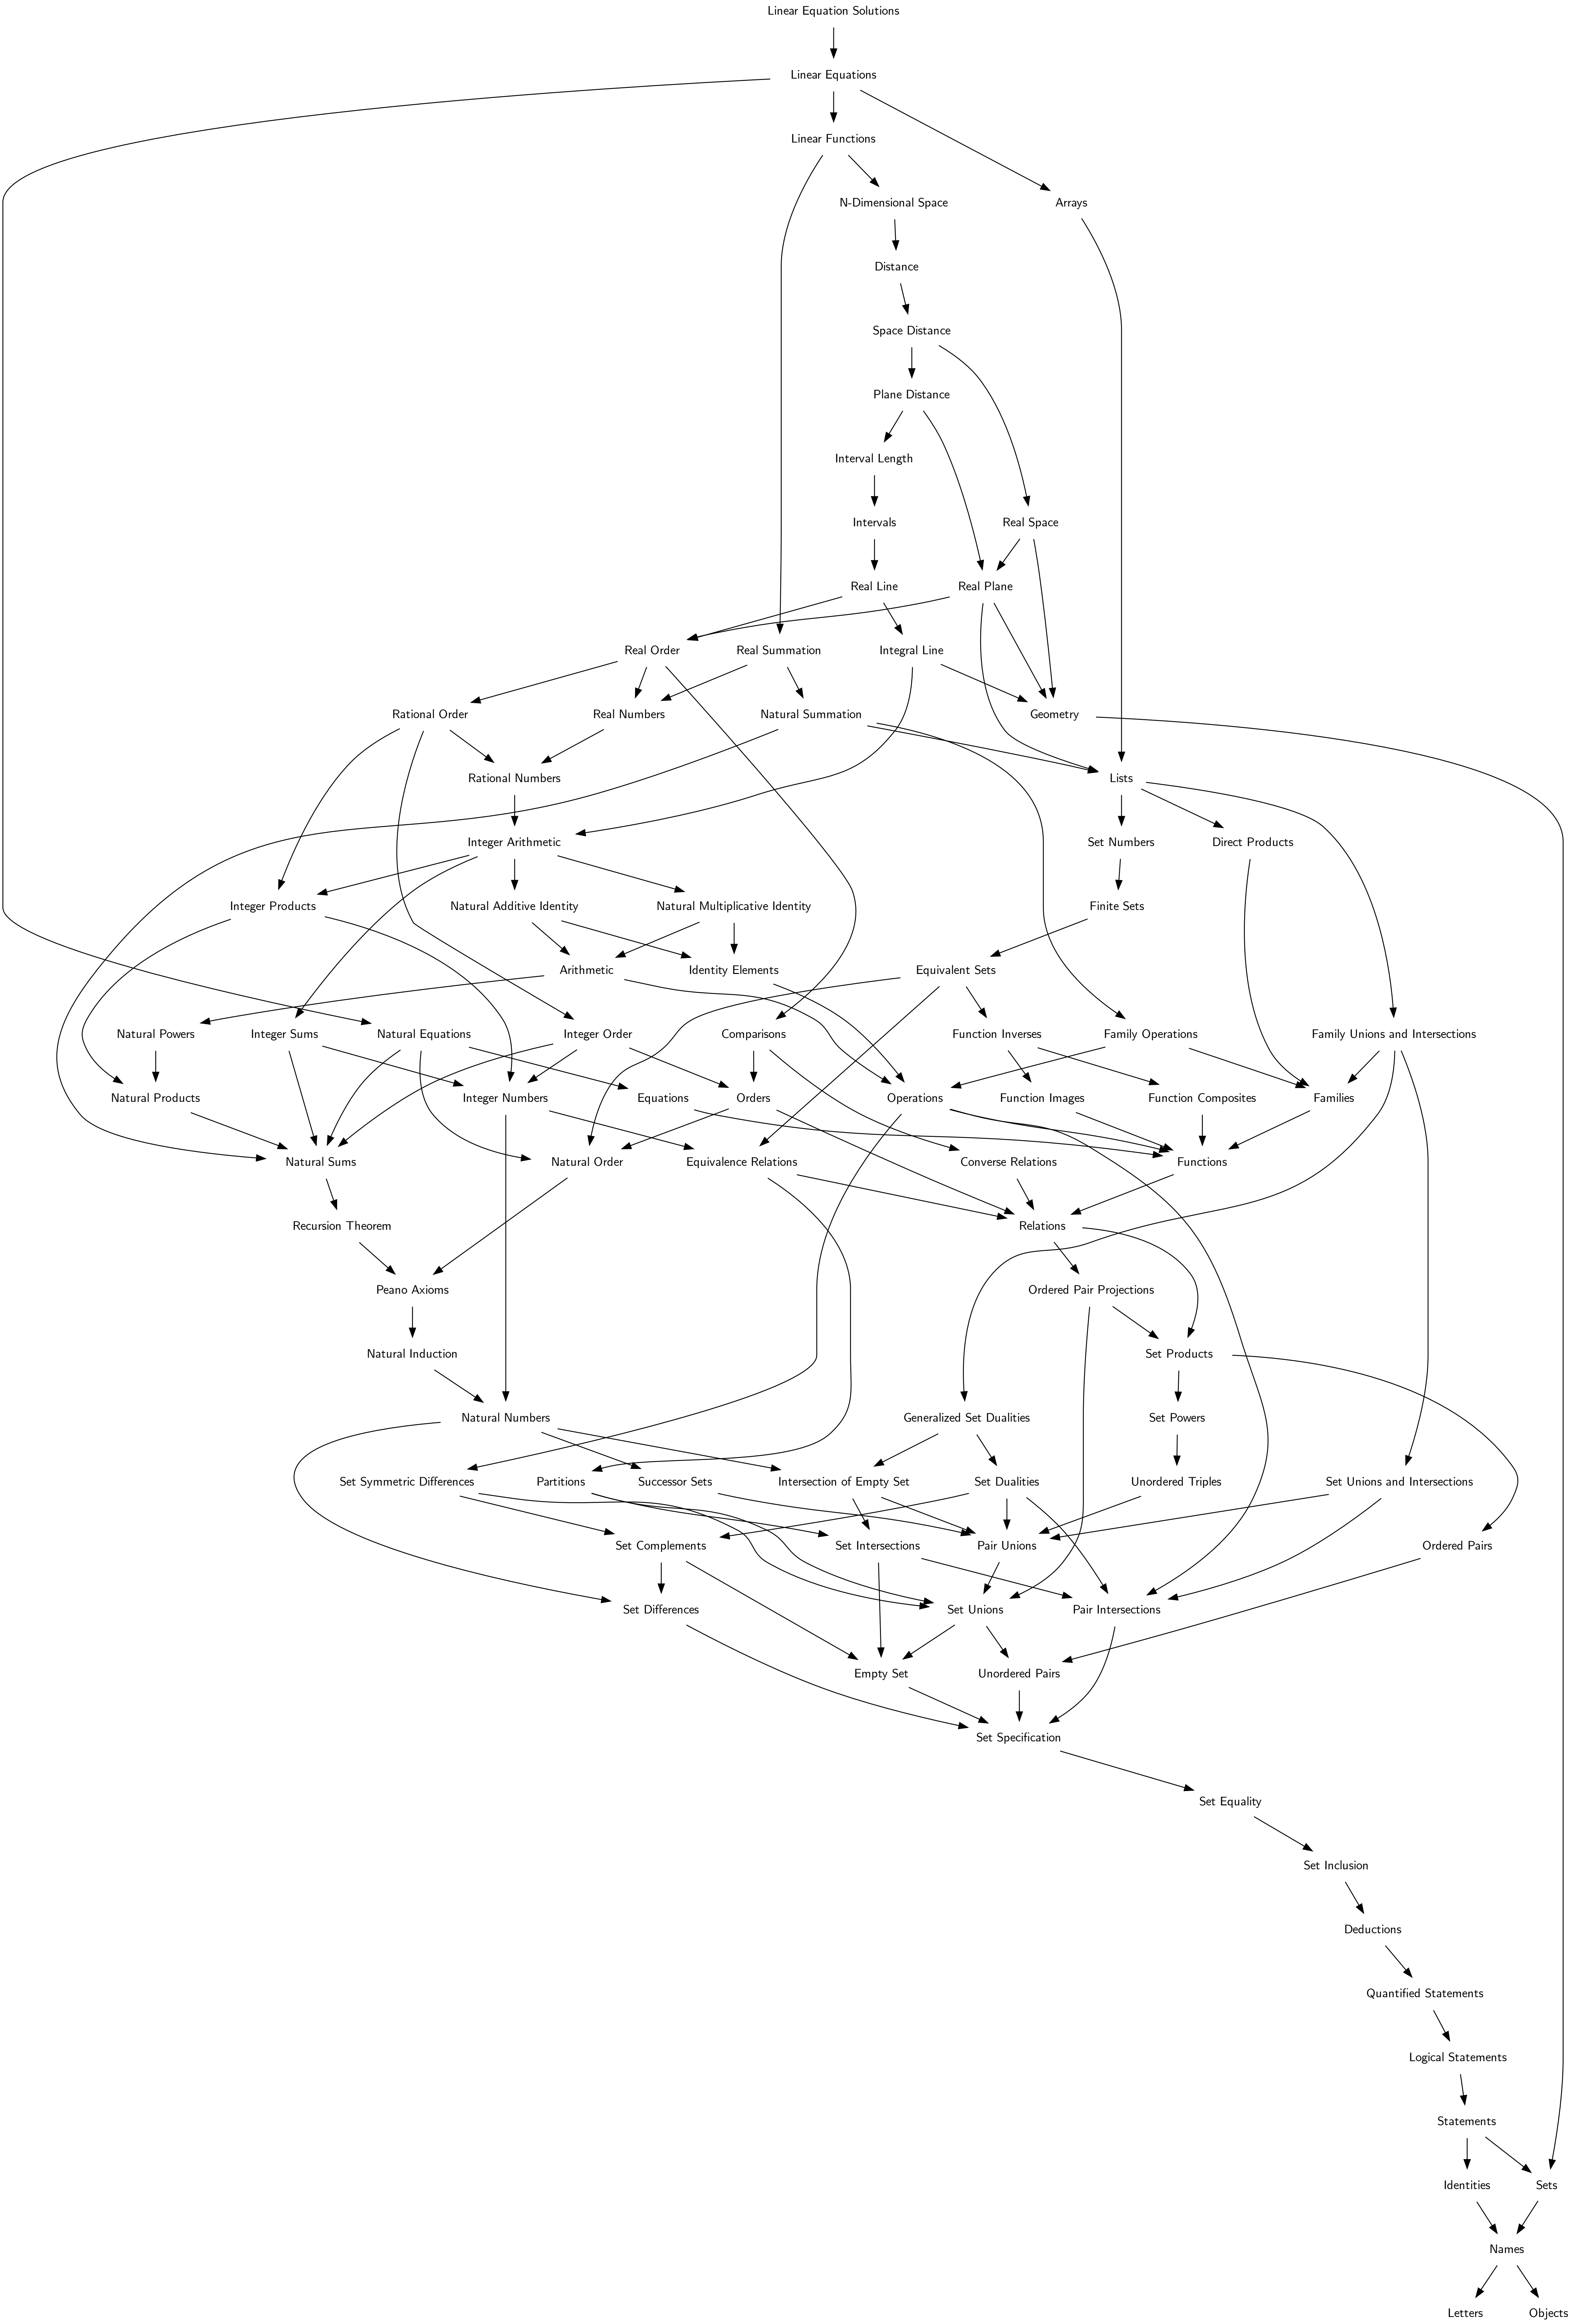 Linear Equation Solutions
Linear Equations
Linear Functions
N-Dimensional Space
Arrays
Distance
Space Distance
Plane Distance
Interval Length
Intervals
Real Space
Real Line
Real Plane
Real Order
Real Summation
Integral Line
Rational Order
Real Numbers
Natural Summation
Geometry
Rational Numbers
Lists
Integer Arithmetic
Set Numbers
Direct Products
Integer Products
Natural Additive Identity
Natural Multiplicative Identity
Finite Sets
Arithmetic
Identity Elements
Equivalent Sets
Natural Powers
Integer Sums
Natural Equations
Integer Order
Comparisons
Function Inverses
Family Operations
Family Unions and Intersections
Natural Products
Integer Numbers
Equations
Orders
Operations
Function Images
Function Composites
Families
Natural Sums
Natural Order
Equivalence Relations
Converse Relations
Functions
Recursion Theorem
Relations
Peano Axioms
Ordered Pair Projections
Natural Induction
Set Products
Natural Numbers
Generalized Set Dualities
Set Powers
Set Symmetric Differences
Partitions
Successor Sets
Intersection of Empty Set
Set Dualities
Unordered Triples
Set Unions and Intersections
Set Complements
Set Intersections
Pair Unions
Ordered Pairs
Set Differences
Set Unions
Pair Intersections
Empty Set
Unordered Pairs
Set Specification
Set Equality
Set Inclusion
Deductions
Quantified Statements
Logical Statements
Statements
Identities
Sets
Names
Letters
Objects